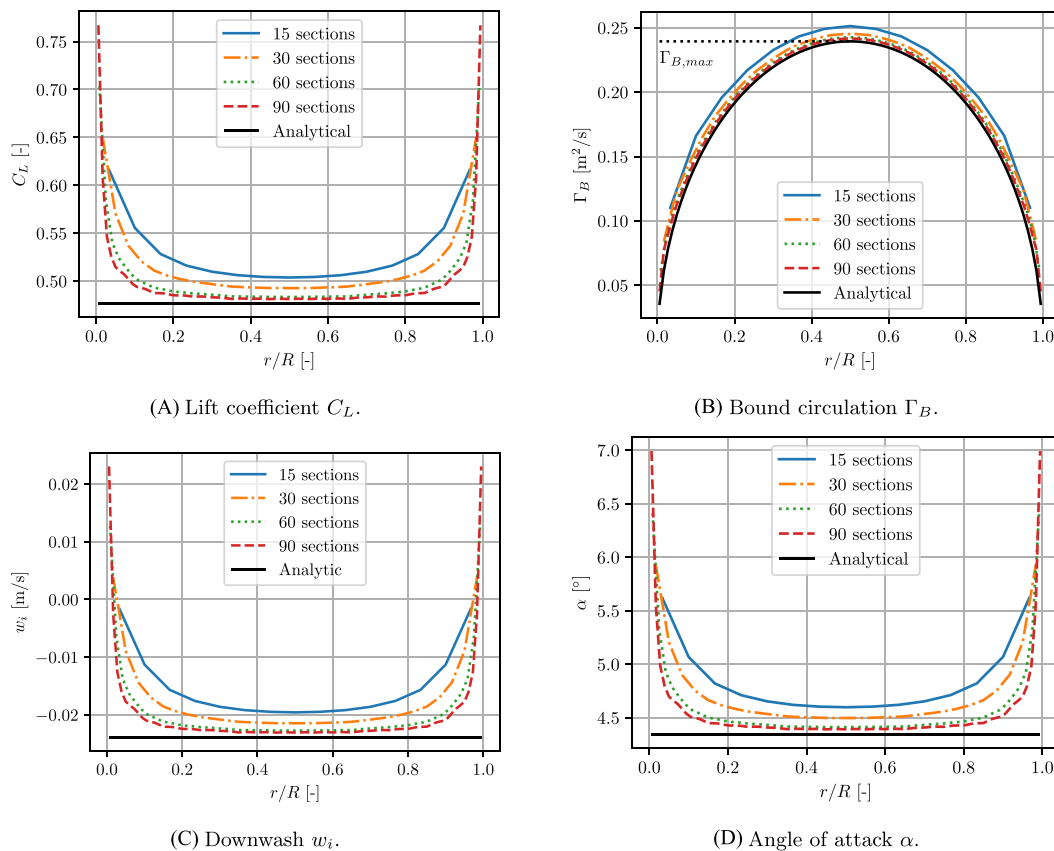 0.75
0.70
0.65
0.60
0.55
0.50
C_L [-]
15 sections
30 sections
60 sections
90 sections
Analytical
0.0 0.2 0.4 0.6 0.8 1.0
r/R [-]
(A) Lift coefficient C_L.
0.25
0.20
0.15
0.10
0.05
Γ_B [m²/s]
Γ_{B,max}
15 sections
30 sections
60 sections
90 sections
Analytical
0.0 0.2 0.4 0.6 0.8 1.0
r/R [-]
(B) Bound circulation Γ_B.
0.02
0.01
0.00
−0.01
−0.02
w_i [m/s]
15 sections
30 sections
60 sections
90 sections
Analytic
0.0 0.2 0.4 0.6 0.8 1.0
r/R [-]
(C) Downwash w_i.
7.0
6.5
6.0
5.5
5.0
4.5
α [°]
15 sections
30 sections
60 sections
90 sections
Analytical
0.0 0.2 0.4 0.6 0.8 1.0
r/R [-]
(D) Angle of attack α.